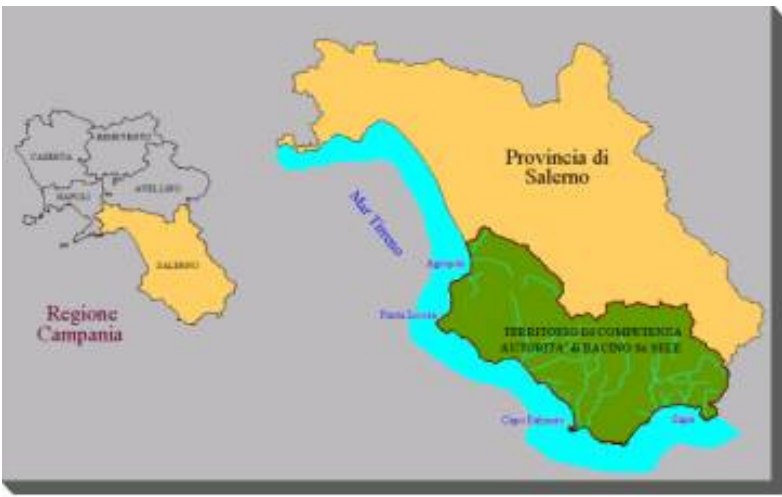 BENEVENTO
CASERTA
NAPOLI
AVELLINO
SALERNO
Regione
Campania
Provincia di
Salerno
Mar Tirreno
Agropoli
Punta Licosa
TERRITORIO DI COMPETENZA
AUTORITA' di BACINO Sx SELE
Capo Palinuro
Sapri